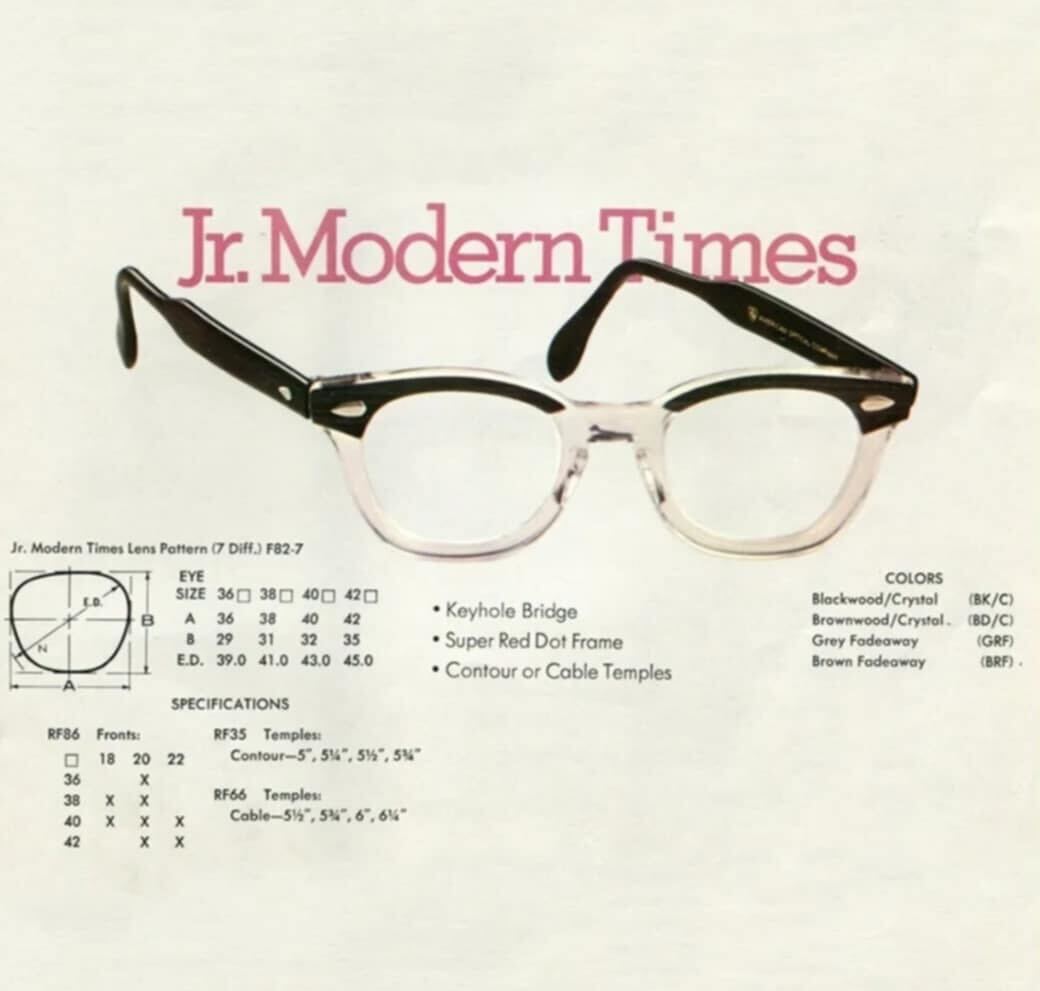 Jr. Modern Times
AMERICAN OPTICAL COMPANY
Jr. Modern Times Lens Pattern (7 Diff.) F82-7
E.D.
B
N
A
EYE
SIZE 36□ 38□ 40□ 42□
A 36 38 40 42
B 29 31 32 35
E.D. 39.0 41.0 43.0 45.0
• Keyhole Bridge
• Super Red Dot Frame
• Contour or Cable Temples
COLORS
Blackwood/Crystal (BK/C)
Brownwood/Crystal. (BD/C)
Grey Fadeaway (GRF)
Brown Fadeaway (BRF) .
SPECIFICATIONS
RF86 Fronts:
□ 18 20 22
36 X
38 X X
40 X X X
42 X X
RF35 Temples:
Contour—5", 5¼", 5½", 5¾"
RF66 Temples:
Cable—5½", 5¾", 6", 6¼"